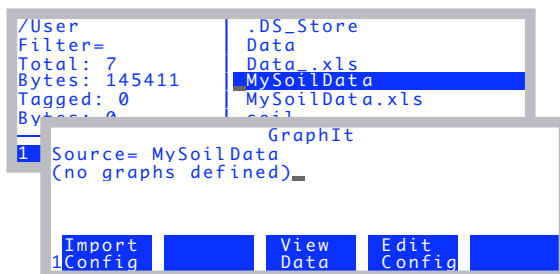 /User
Filter=
Total: 7
Bytes: 145411
Tagged: 0
.DS_Store
Data
Data_.xls
MySoilData
MySoilData.xls
1
GraphIt
Source= MySoilData
(no graphs defined)
Import View Edit
1Config Data Config